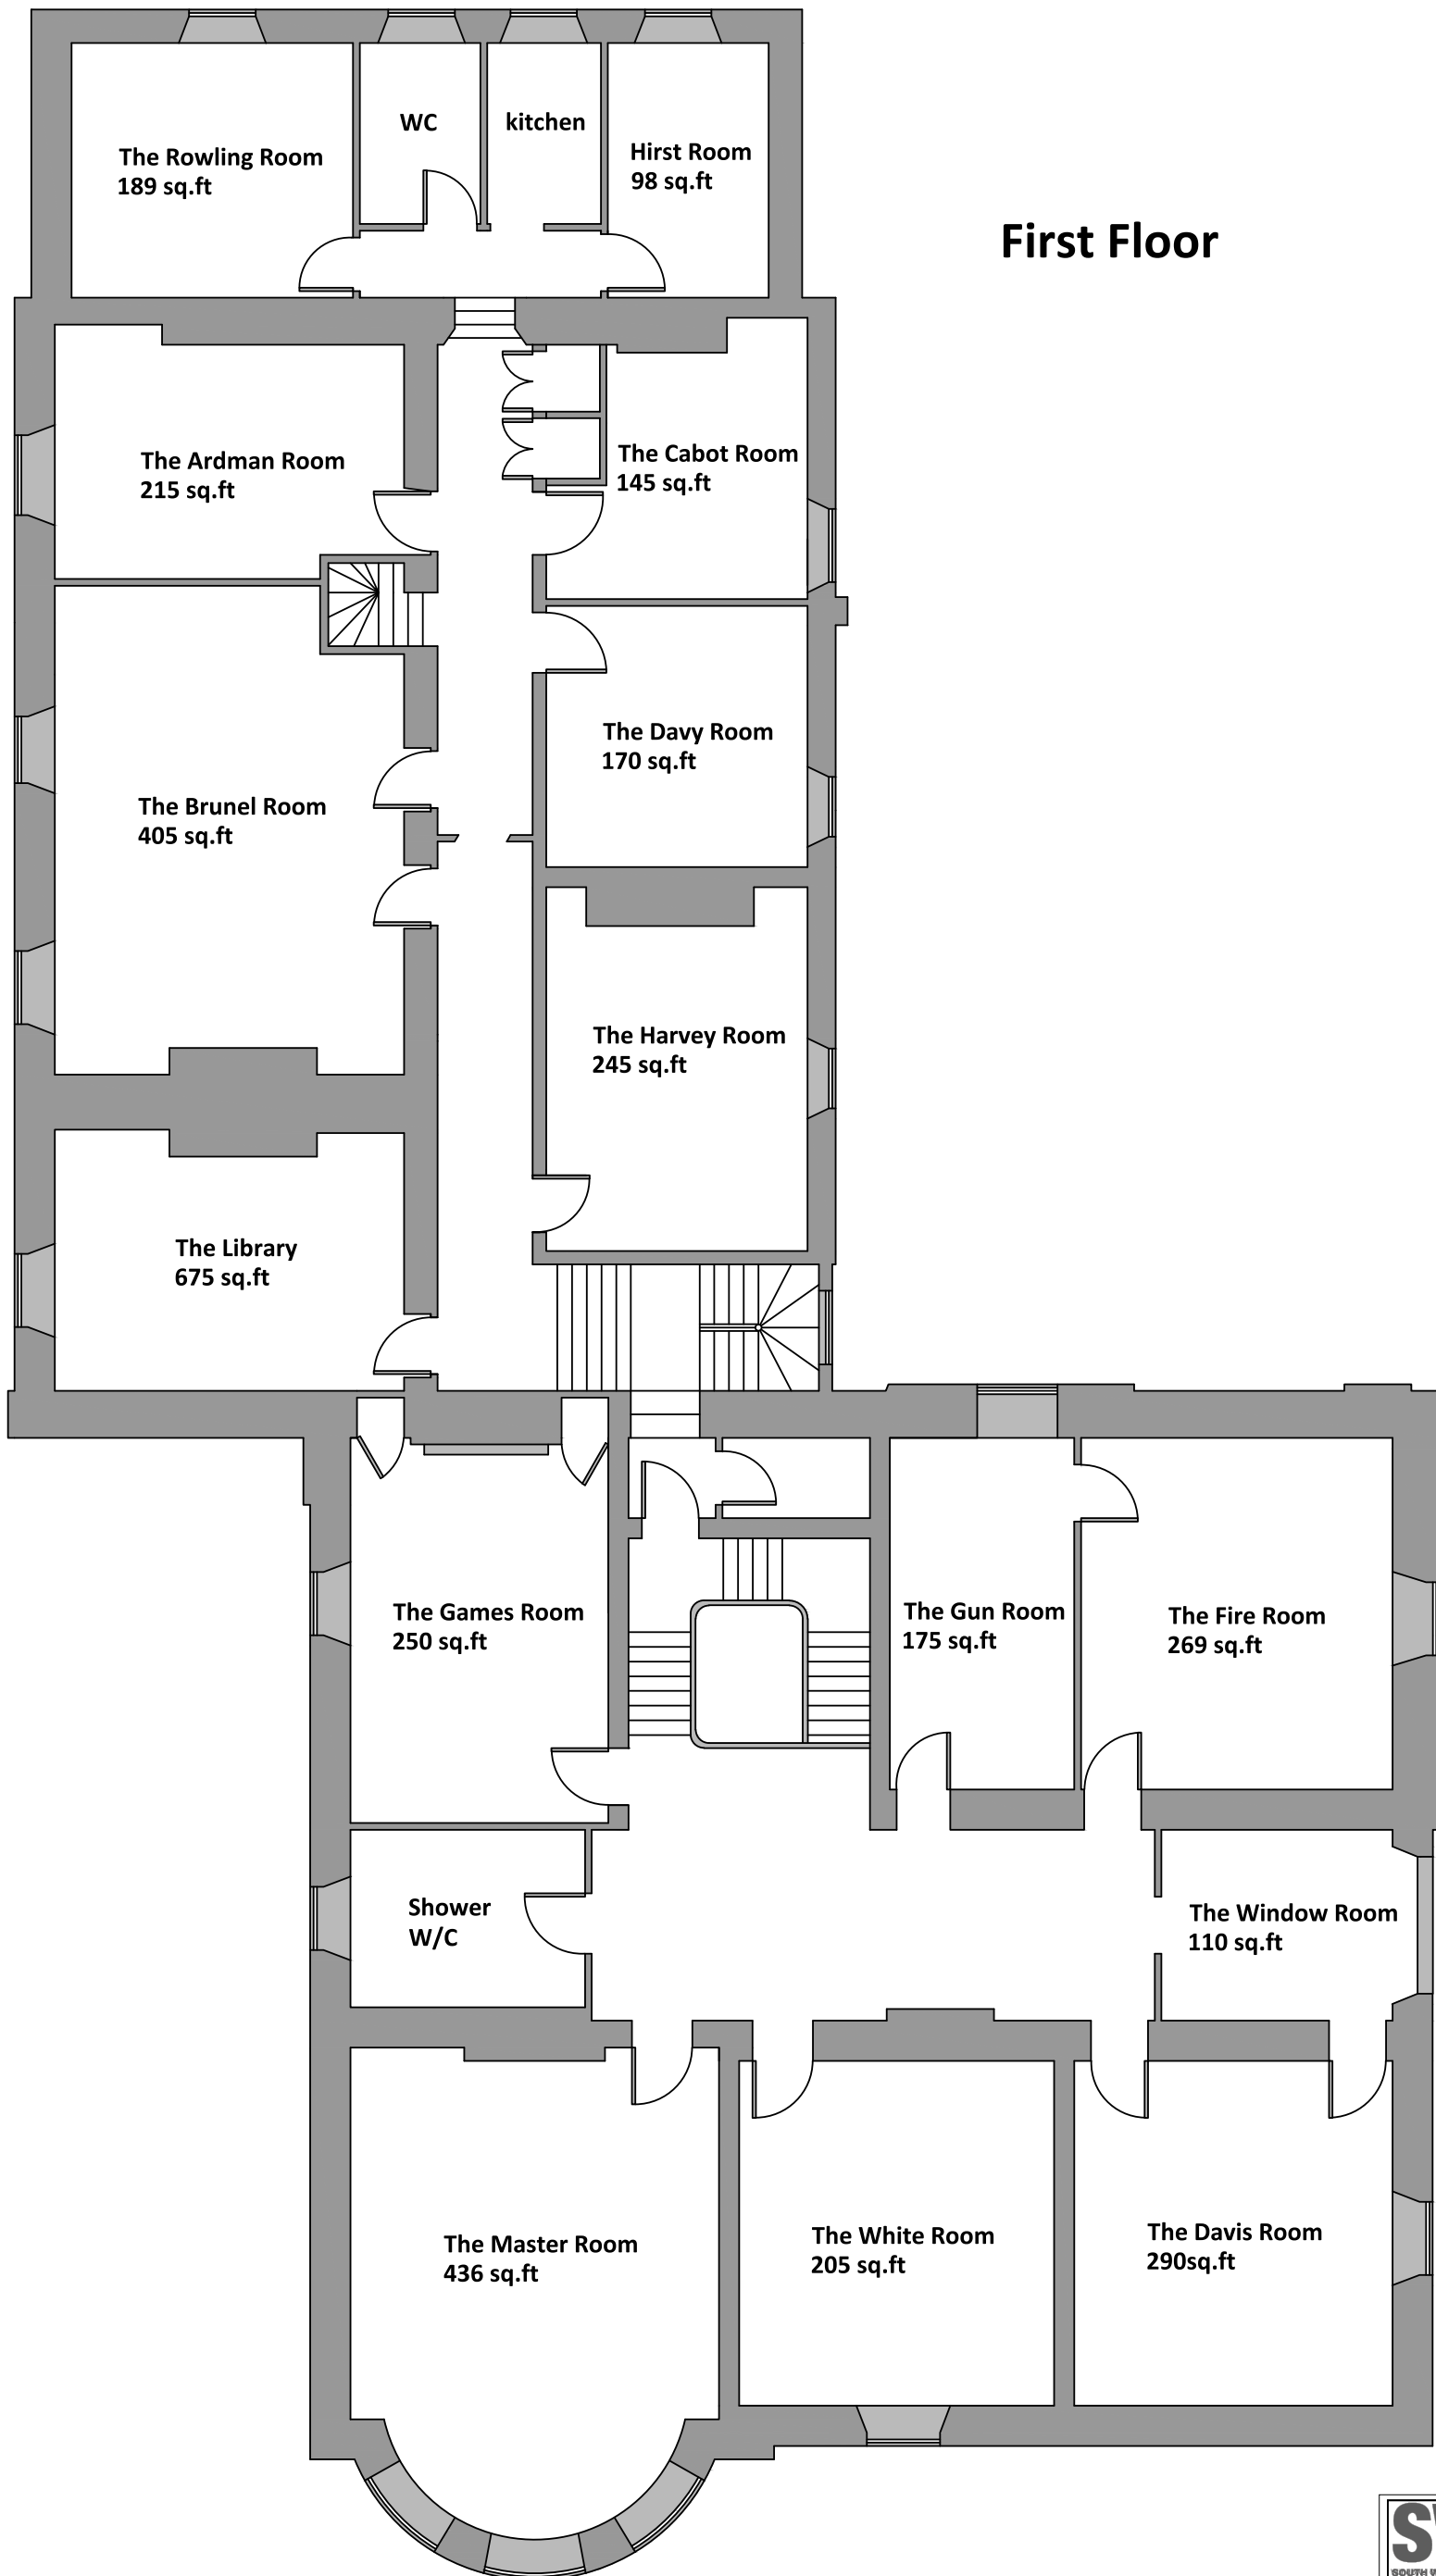 WC
kitchen
The Rowling Room
189 sq.ft
Hirst Room
98 sq.ft
First Floor
The Ardman Room
215 sq.ft
The Cabot Room
145 sq.ft
The Davy Room
170 sq.ft
The Brunel Room
405 sq.ft
The Harvey Room
245 sq.ft
The Library
675 sq.ft
The Games Room
250 sq.ft
The Gun Room
175 sq.ft
The Fire Room
269 sq.ft
Shower
W/C
The Window Room
110 sq.ft
The Master Room
436 sq.ft
The White Room
205 sq.ft
The Davis Room
290sq.ft
SOUTH